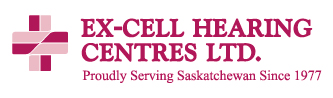 EX-CELL HEARING
CENTRES LTD.
Proudly Serving Saskatchewan Since 1977